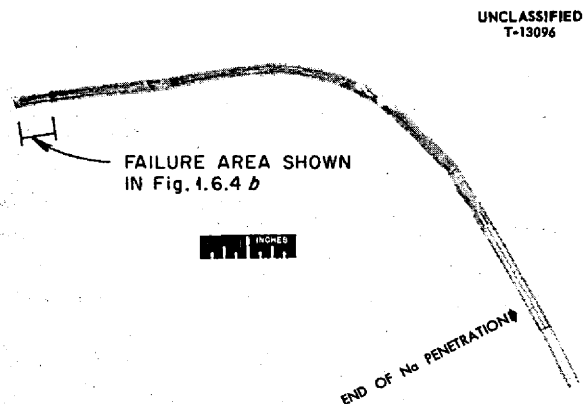 UNCLASSIFIED
T-13096
FAILURE AREA SHOWN
IN Fig. 1.6.4 b
INCHES
END OF Na PENETRATION